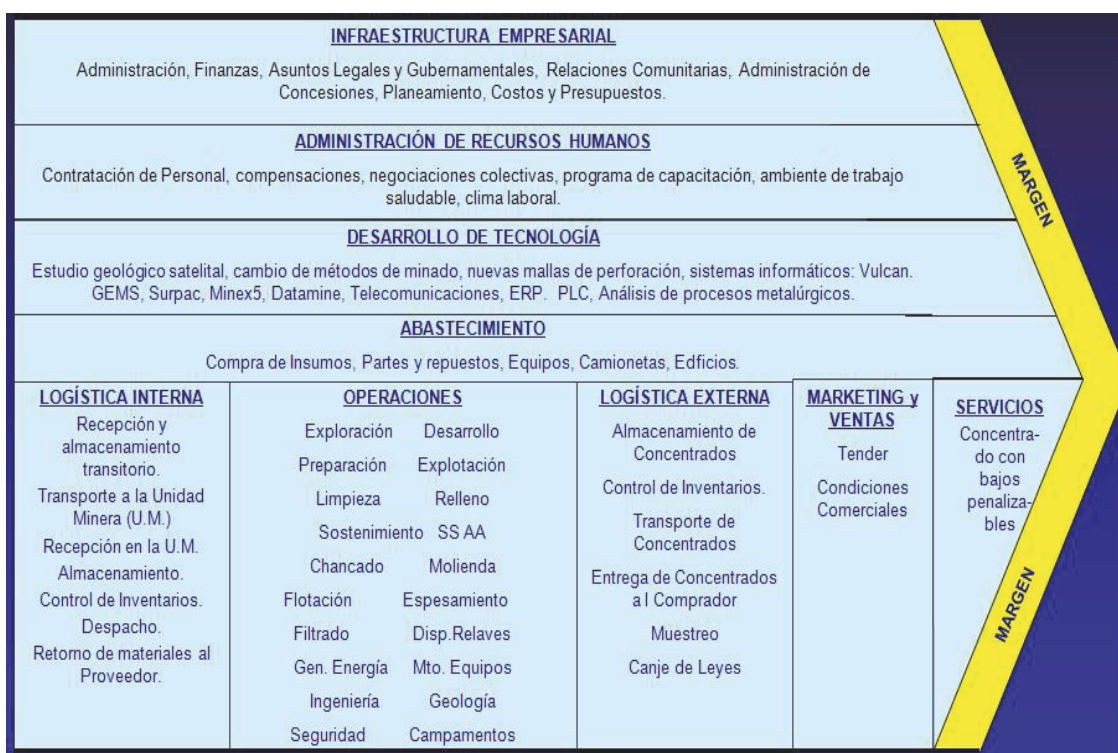 INFRAESTRUCTURA EMPRESARIAL
Administración, Finanzas, Asuntos Legales y Gubernamentales, Relaciones Comunitarias, Administración de
Concesiones, Planeamiento, Costos y Presupuestos.
ADMINISTRACIÓN DE RECURSOS HUMANOS
Contratación de Personal, compensaciones, negociaciones colectivas, programa de capacitación, ambiente de trabajo
saludable, clima laboral.
DESARROLLO DE TECNOLOGÍA
Estudio geológico satelital, cambio de métodos de minado, nuevas mallas de perforación, sistemas informáticos: Vulcan.
GEMS, Surpac, Minex5, Datamine, Telecomunicaciones, ERP. PLC, Análisis de procesos metalúrgicos.
ABASTECIMIENTO
Compra de Insumos, Partes y repuestos, Equipos, Camionetas, Edficios.
LOGÍSTICA INTERNA
Recepción y
almacenamiento
transitorio.
Transporte a la Unidad
Minera (U.M.)
Recepción en la U.M.
Almacenamiento.
Control de Inventarios.
Despacho.
Retorno de materiales al
Proveedor.
OPERACIONES
Exploración Desarrollo
Preparación Explotación
Limpieza Relleno
Sostenimiento SS AA
Chancado Molienda
Flotación Espesamiento
Filtrado Disp.Relaves
Gen. Energía Mto. Equipos
Ingeniería Geología
Seguridad Campamentos
LOGÍSTICA EXTERNA
Almacenamiento de
Concentrados
Control de Inventarios.
Transporte de
Concentrados
Entrega de Concentrados
a l Comprador
Muestreo
Canje de Leyes
MARKETING y
VENTAS
Tender
Condiciones
Comerciales
SERVICIOS
Concentra-
do con
bajos
penaliza-
bles
MARGEN
MARGEN